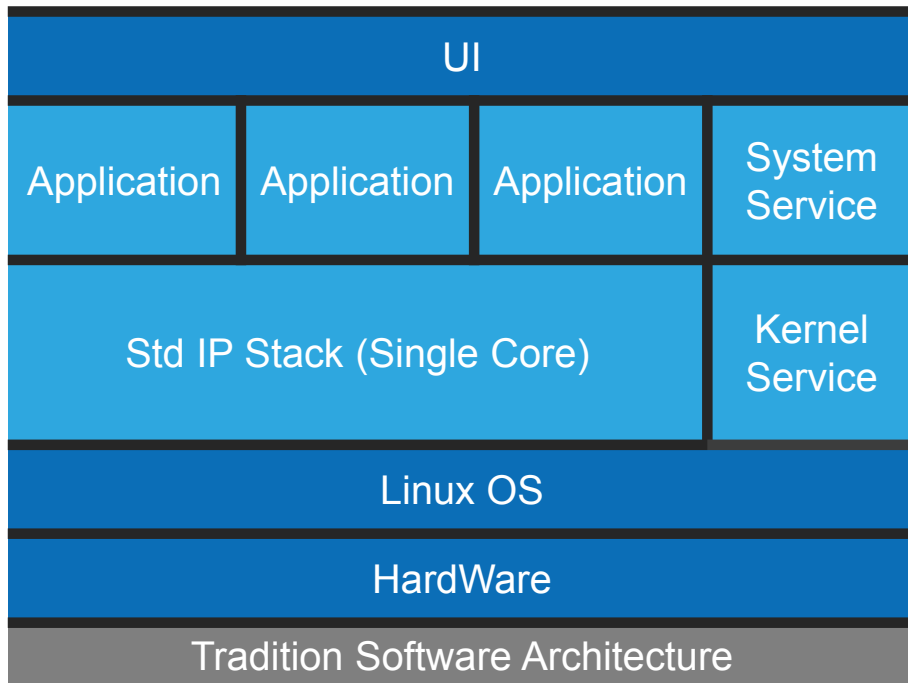 UI
Application
Application
Application
System
Service
Std IP Stack (Single Core)
Kernel
Service
Linux OS
HardWare
Tradition Software Architecture